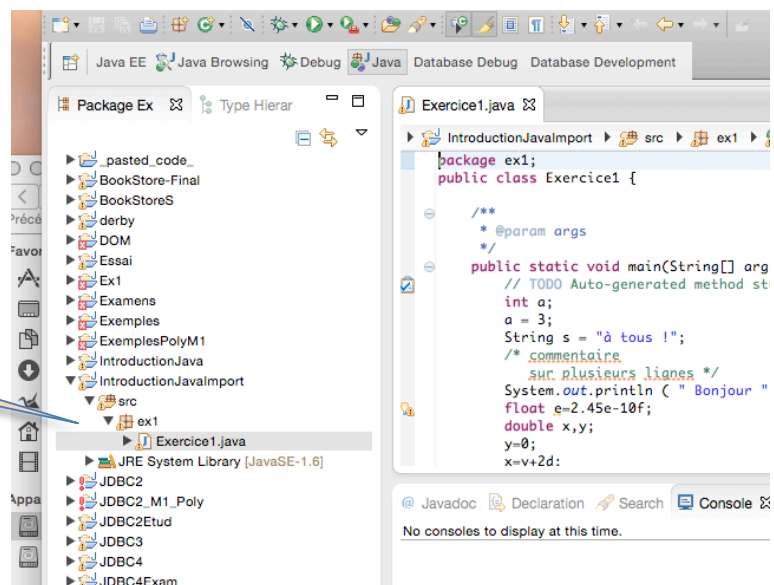 Java EE Java Browsing Debug Java Database Debug Database Development
Package Ex Type Hierar
_pasted_code_
BookStore-Final
BookStoreS
derby
DOM
Essai
Ex1
Examens
Exemples
ExemplesPolyM1
IntroductionJava
IntroductionJavaImport
src
ex1
Exercice1.java
JRE System Library [JavaSE-1.6]
JDBC2
JDBC2_M1_Poly
JDBC2Etud
JDBC3
JDBC4
JDBC4Exam
Précé
Favor
Appa
Exercice1.java
IntroductionJavaImport src ex1
package ex1;
public class Exercice1 {
/**
* @param args
*/
public static void main(String[] arg
// TODO Auto-generated method st
int a;
a = 3;
String s = "à tous !";
/* commentaire
sur plusieurs lignes */
System.out.println ( " Bonjour "
float e=2.45e-10f;
double x,y;
y=0;
x=v+2d:
@ Javadoc Declaration Search Console
No consoles to display at this time.